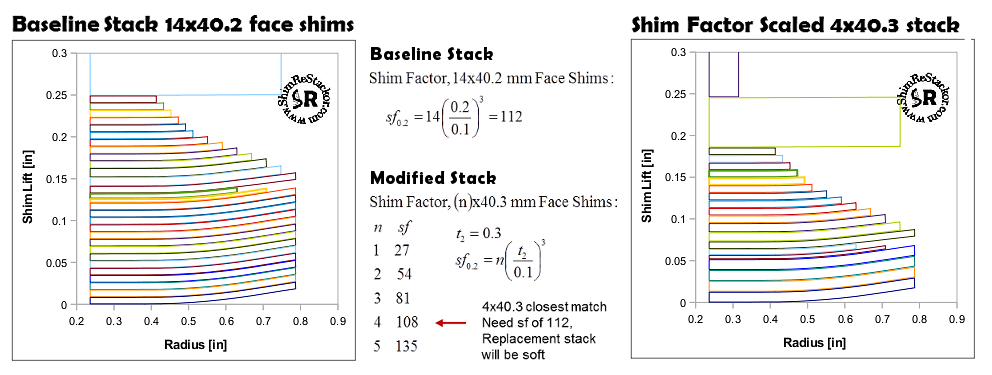 Baseline Stack 14x40.2 face shims
0.3
0.25
0.2
0.15
0.1
0.05
0
Shim Lift [in]
0.2 0.3 0.4 0.5 0.6 0.7 0.8 0.9
Radius [in]
ShimReStackor.com www
SR
Baseline Stack
Shim Factor, 14x40.2 mm Face Shims :
sf₀.₂ = 14(0.2/0.1)³ = 112
Modified Stack
Shim Factor, (n)x40.3 mm Face Shims :
n sf
1 27
2 54
3 81
4 108
5 135
t₂ = 0.3
sf₀.₂ = n(t₂/0.1)³
4x40.3 closest match
Need sf of 112,
Replacement stack
will be soft
Shim Factor Scaled 4x40.3 stack
0.3
0.25
0.2
0.15
0.1
0.05
0
Shim Lift [in]
0.2 0.3 0.4 0.5 0.6 0.7 0.8 0.9
Radius [in]
ShimReStackor.com www
SR